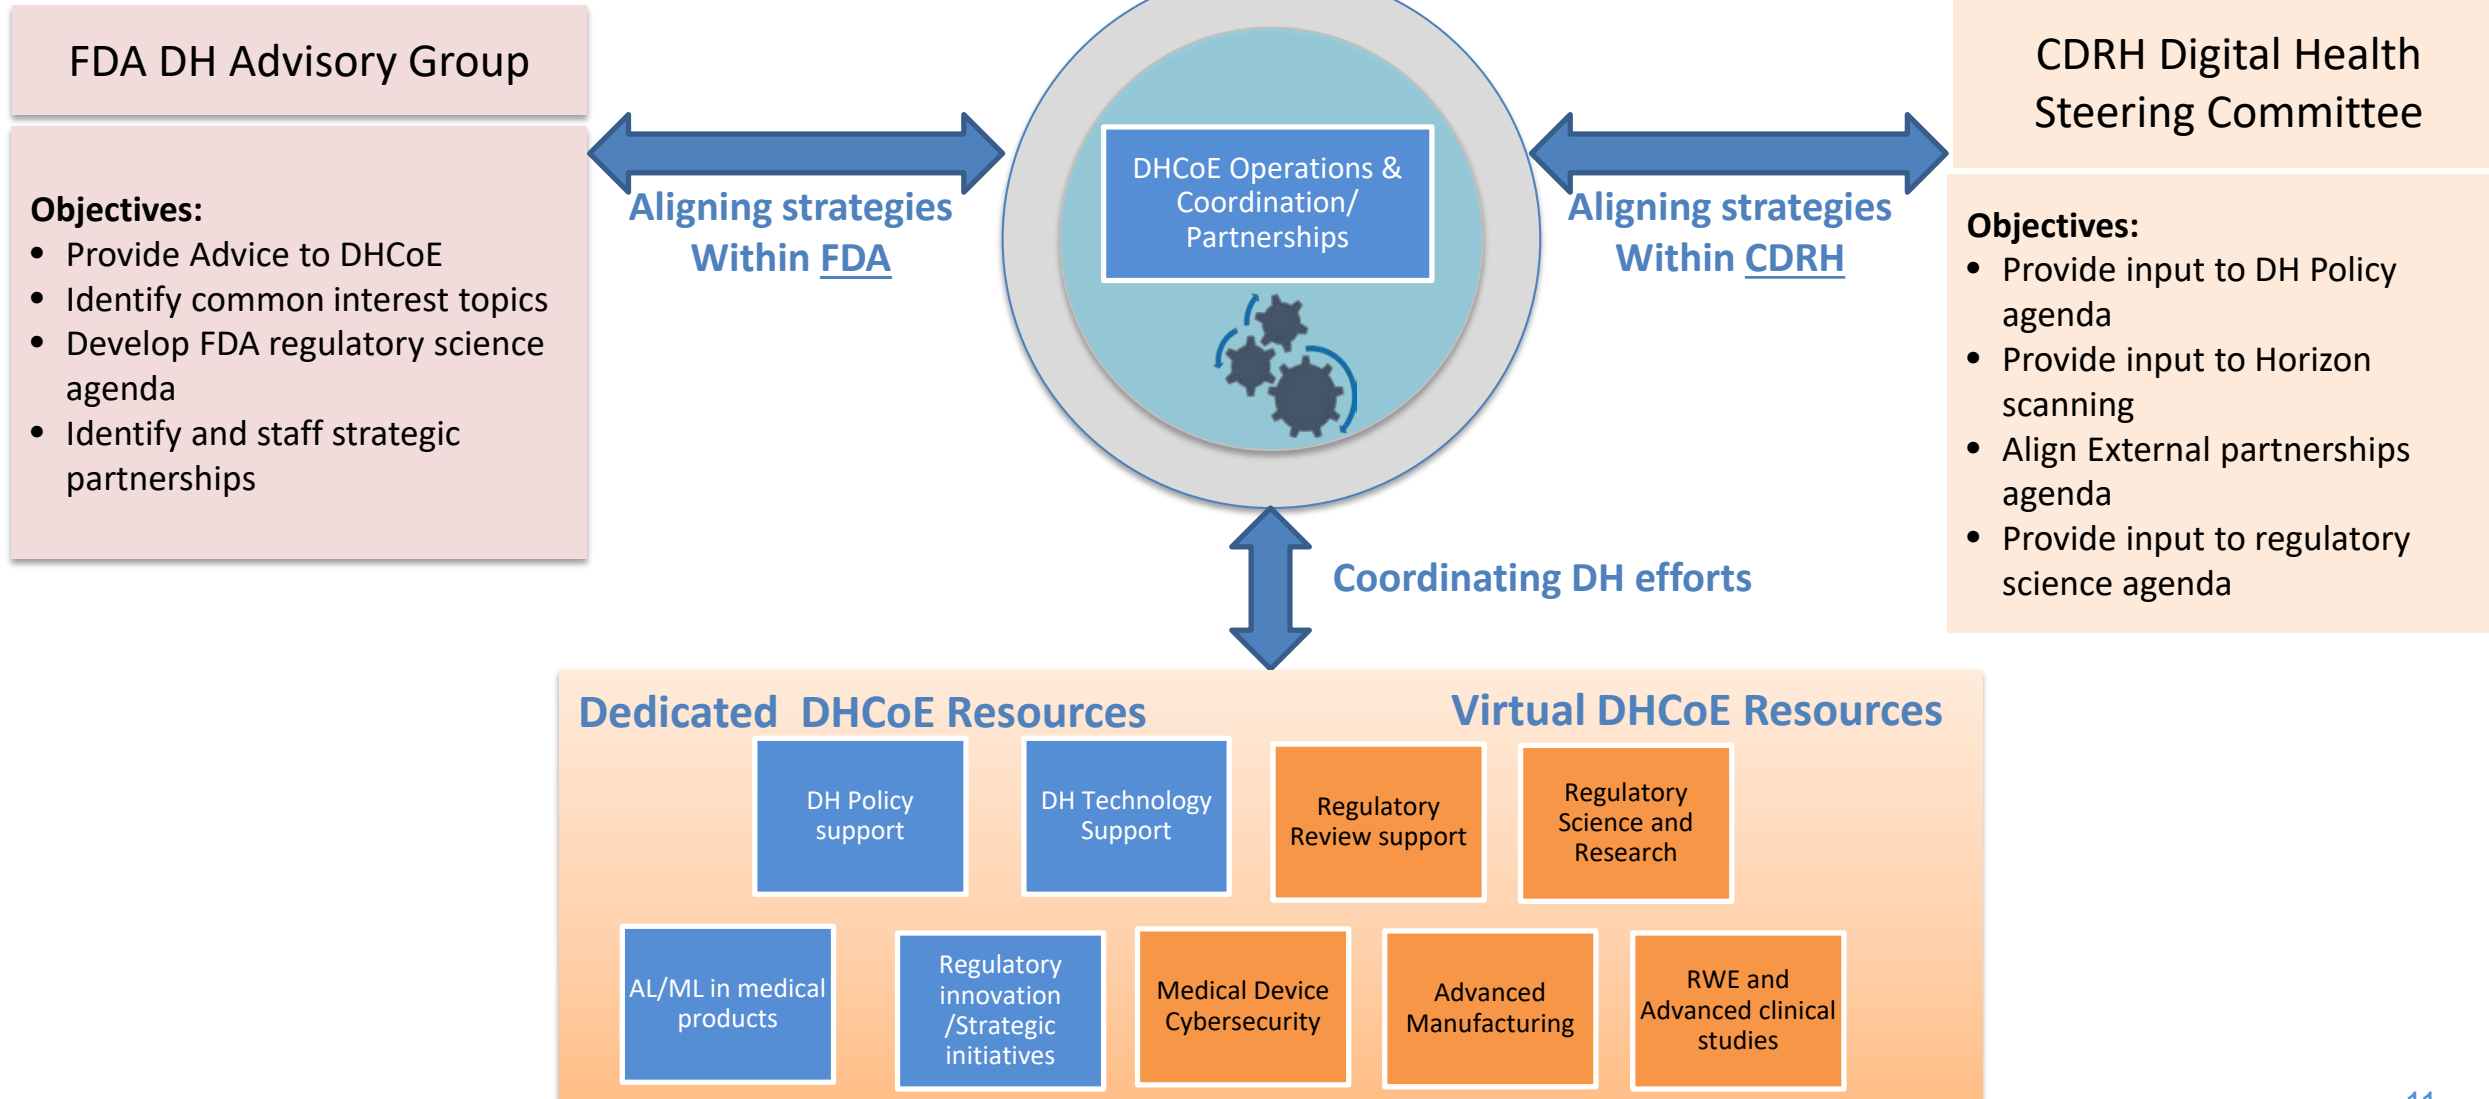 FDA DH Advisory Group
Objectives:
• Provide Advice to DHCoE
• Identify common interest topics
• Develop FDA regulatory science
agenda
• Identify and staff strategic
partnerships
Aligning strategies
Within FDA
DHCoE Operations &
Coordination/
Partnerships
Aligning strategies
Within CDRH
CDRH Digital Health
Steering Committee
Objectives:
• Provide input to DH Policy
agenda
• Provide input to Horizon
scanning
• Align External partnerships
agenda
• Provide input to regulatory
science agenda
Coordinating DH efforts
Dedicated DHCoE Resources
Virtual DHCoE Resources
DH Policy
support
DH Technology
Support
Regulatory
Review support
Regulatory
Science and
Research
AL/ML in medical
products
Regulatory
innovation
/Strategic
initiatives
Medical Device
Cybersecurity
Advanced
Manufacturing
RWE and
Advanced clinical
studies
11